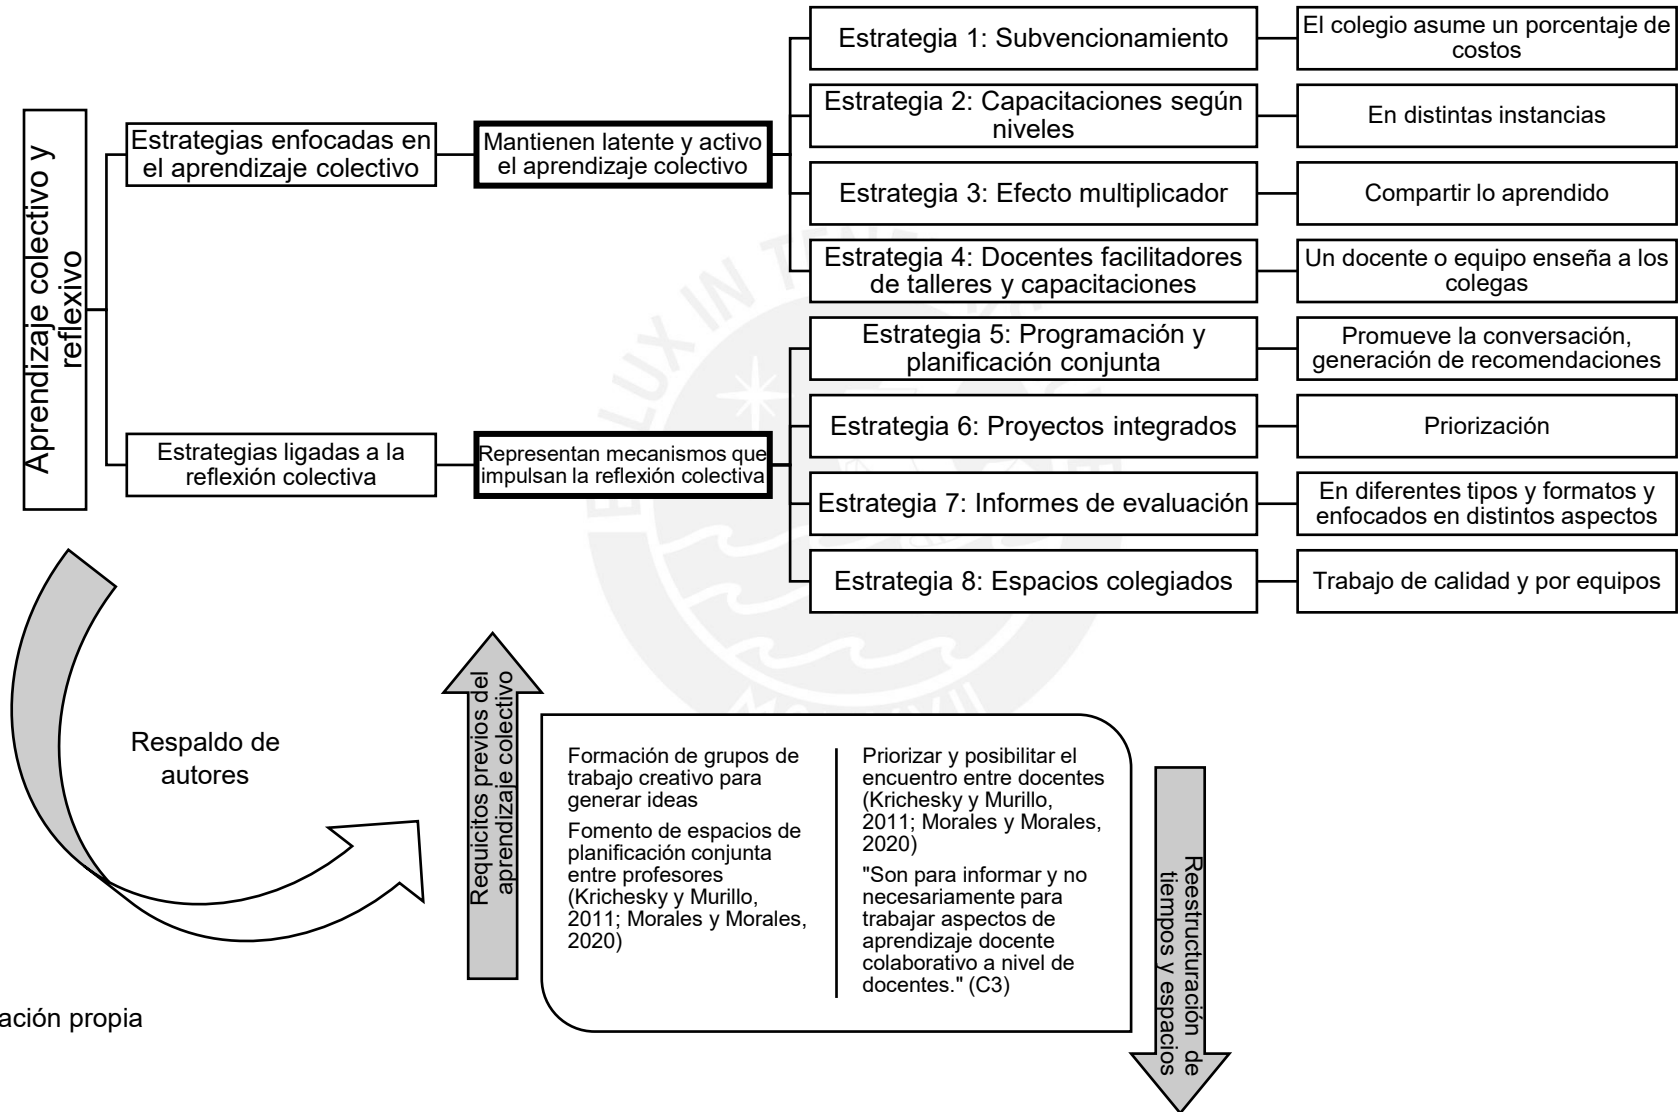 Aprendizaje colectivo y
reflexivo
Estrategias enfocadas en
el aprendizaje colectivo
Mantienen latente y activo
el aprendizaje colectivo
Estrategia 1: Subvencionamiento
El colegio asume un porcentaje de
costos
Estrategia 2: Capacitaciones según
niveles
En distintas instancias
Estrategia 3: Efecto multiplicador
Compartir lo aprendido
Estrategia 4: Docentes facilitadores
de talleres y capacitaciones
Un docente o equipo enseña a los
colegas
Estrategias ligadas a la
reflexión colectiva
Representan mecanismos que
impulsan la reflexión colectiva
Estrategia 5: Programación y
planificación conjunta
Promueve la conversación,
generación de recomendaciones
Estrategia 6: Proyectos integrados
Priorización
Estrategia 7: Informes de evaluación
En diferentes tipos y formatos y
enfocados en distintos aspectos
Estrategia 8: Espacios colegiados
Trabajo de calidad y por equipos
Respaldo de
autores
Requicitos previos del
aprendizaje colectivo
Formación de grupos de
trabajo creativo para
generar ideas
Fomento de espacios de
planificación conjunta
entre profesores
(Krichesky y Murillo,
2011; Morales y Morales,
2020)
Priorizar y posibilitar el
encuentro entre docentes
(Krichesky y Murillo,
2011; Morales y Morales,
2020)
"Son para informar y no
necesariamente para
trabajar aspectos de
aprendizaje docente
colaborativo a nivel de
docentes." (C3)
Reestructuración de
tiempos y espacios
ación propia
LUX IN